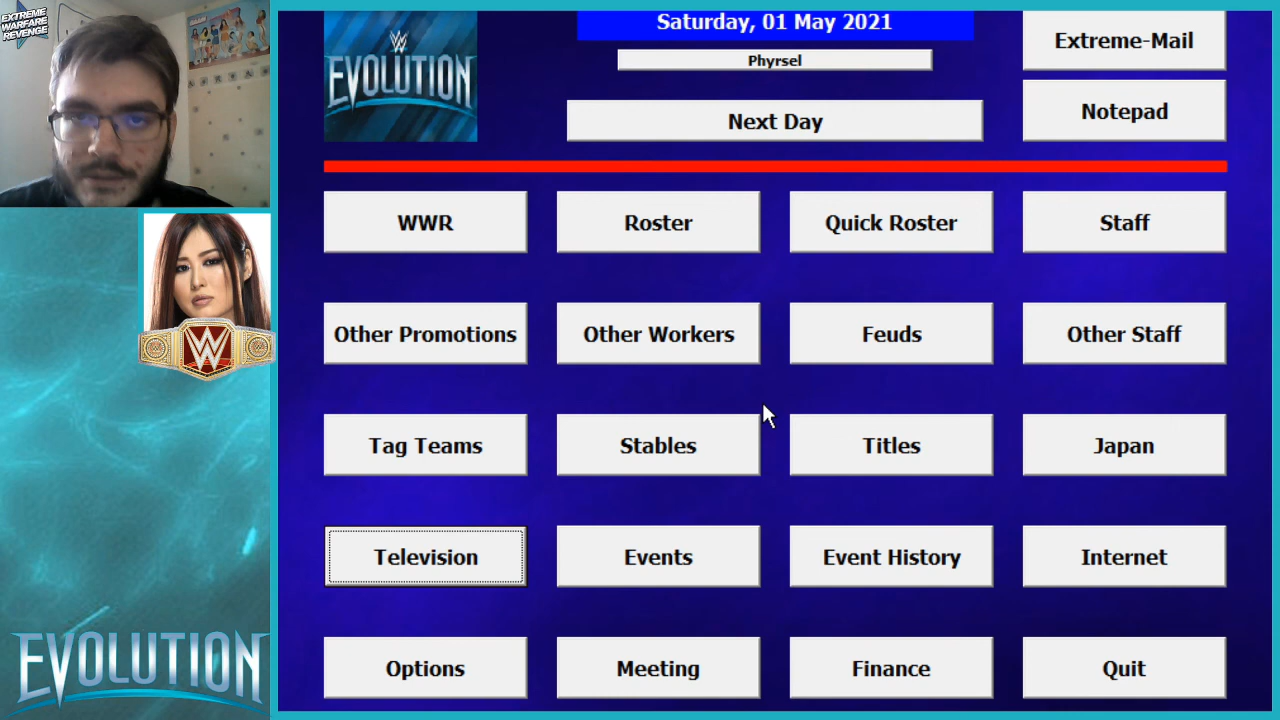 EXTREME
WARFARE
REVENGE
W
EVOLUTION
W
EVOLUTION
Saturday, 01 May 2021
Phyrsel
Next Day
Extreme-Mail
Notepad
WWR
Roster
Quick Roster
Staff
Other Promotions
Other Workers
Feuds
Other Staff
Tag Teams
Stables
Titles
Japan
Television
Events
Event History
Internet
Options
Meeting
Finance
Quit